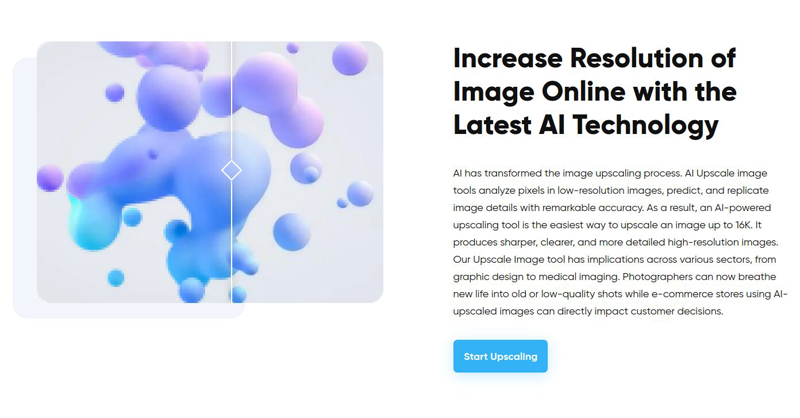 Increase Resolution of
Image Online with the
Latest AI Technology
AI has transformed the image upscaling process. AI Upscale image
tools analyze pixels in low-resolution images, predict, and replicate
image details with remarkable accuracy. As a result, an AI-powered
upscaling tool is the easiest way to upscale an image up to 16K. It
produces sharper, clearer, and more detailed high-resolution images.
Our Upscale Image tool has implications across various sectors, from
graphic design to medical imaging. Photographers can now breathe
new life into old or low-quality shots while e-commerce stores using AI-
upscaled images can directly impact customer decisions.
Start Upscaling